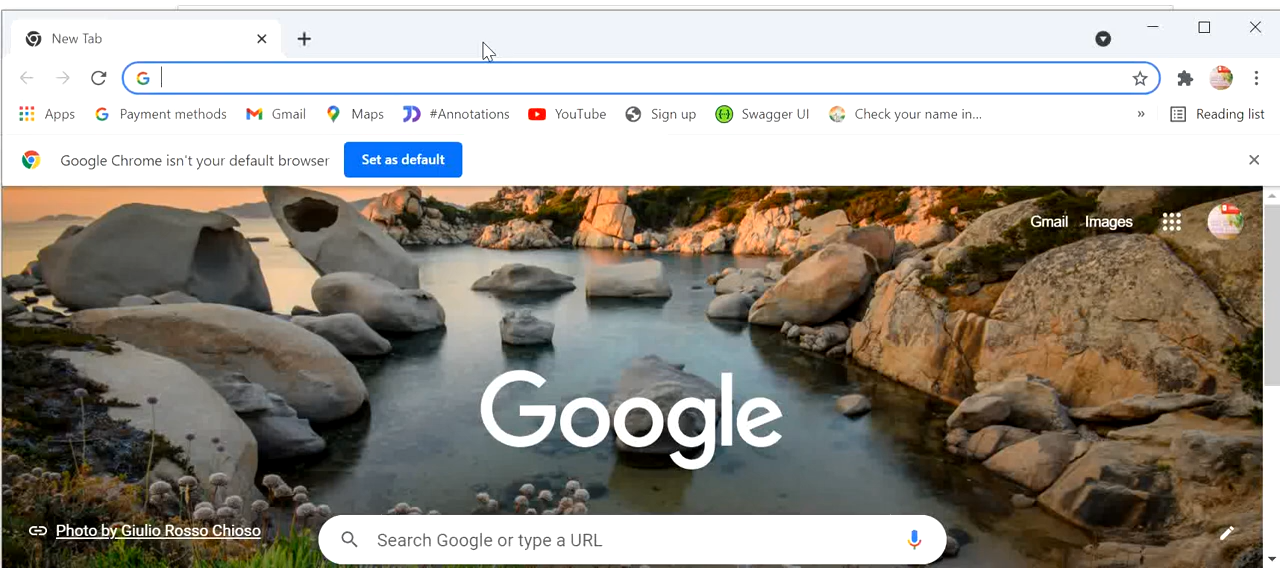 New Tab
Apps Payment methods Gmail Maps #Annotations YouTube Sign up Swagger UI Check your name in... » Reading list
Google Chrome isn't your default browser Set as default
Gmail Images
Google
Photo by Giulio Rosso Chioso
Search Google or type a URL